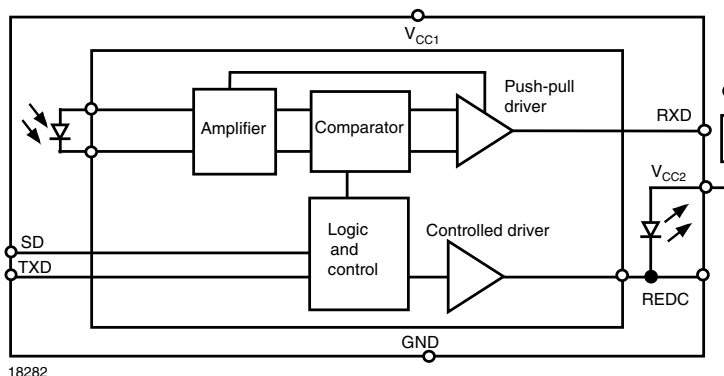 VCC1
Push-pull
driver
RXD
Amplifier
Comparator
VCC2
SD
TXD
Logic
and
control
Controlled driver
REDC
GND
18282